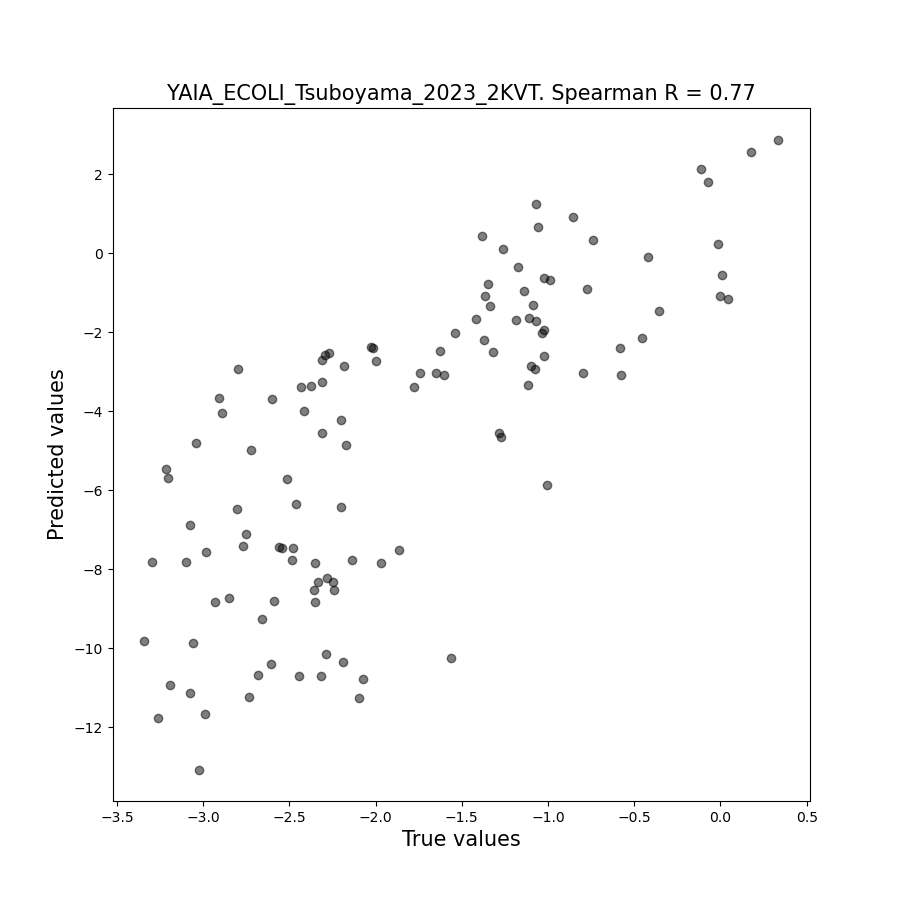 YAIA_ECOLI_Tsuboyama_2023_2KVT. Spearman R = 0.77
Predicted values
2
0
−2
−4
−6
−8
−10
−12
−3.5 −3.0 −2.5 −2.0 −1.5 −1.0 −0.5 0.0 0.5
True values